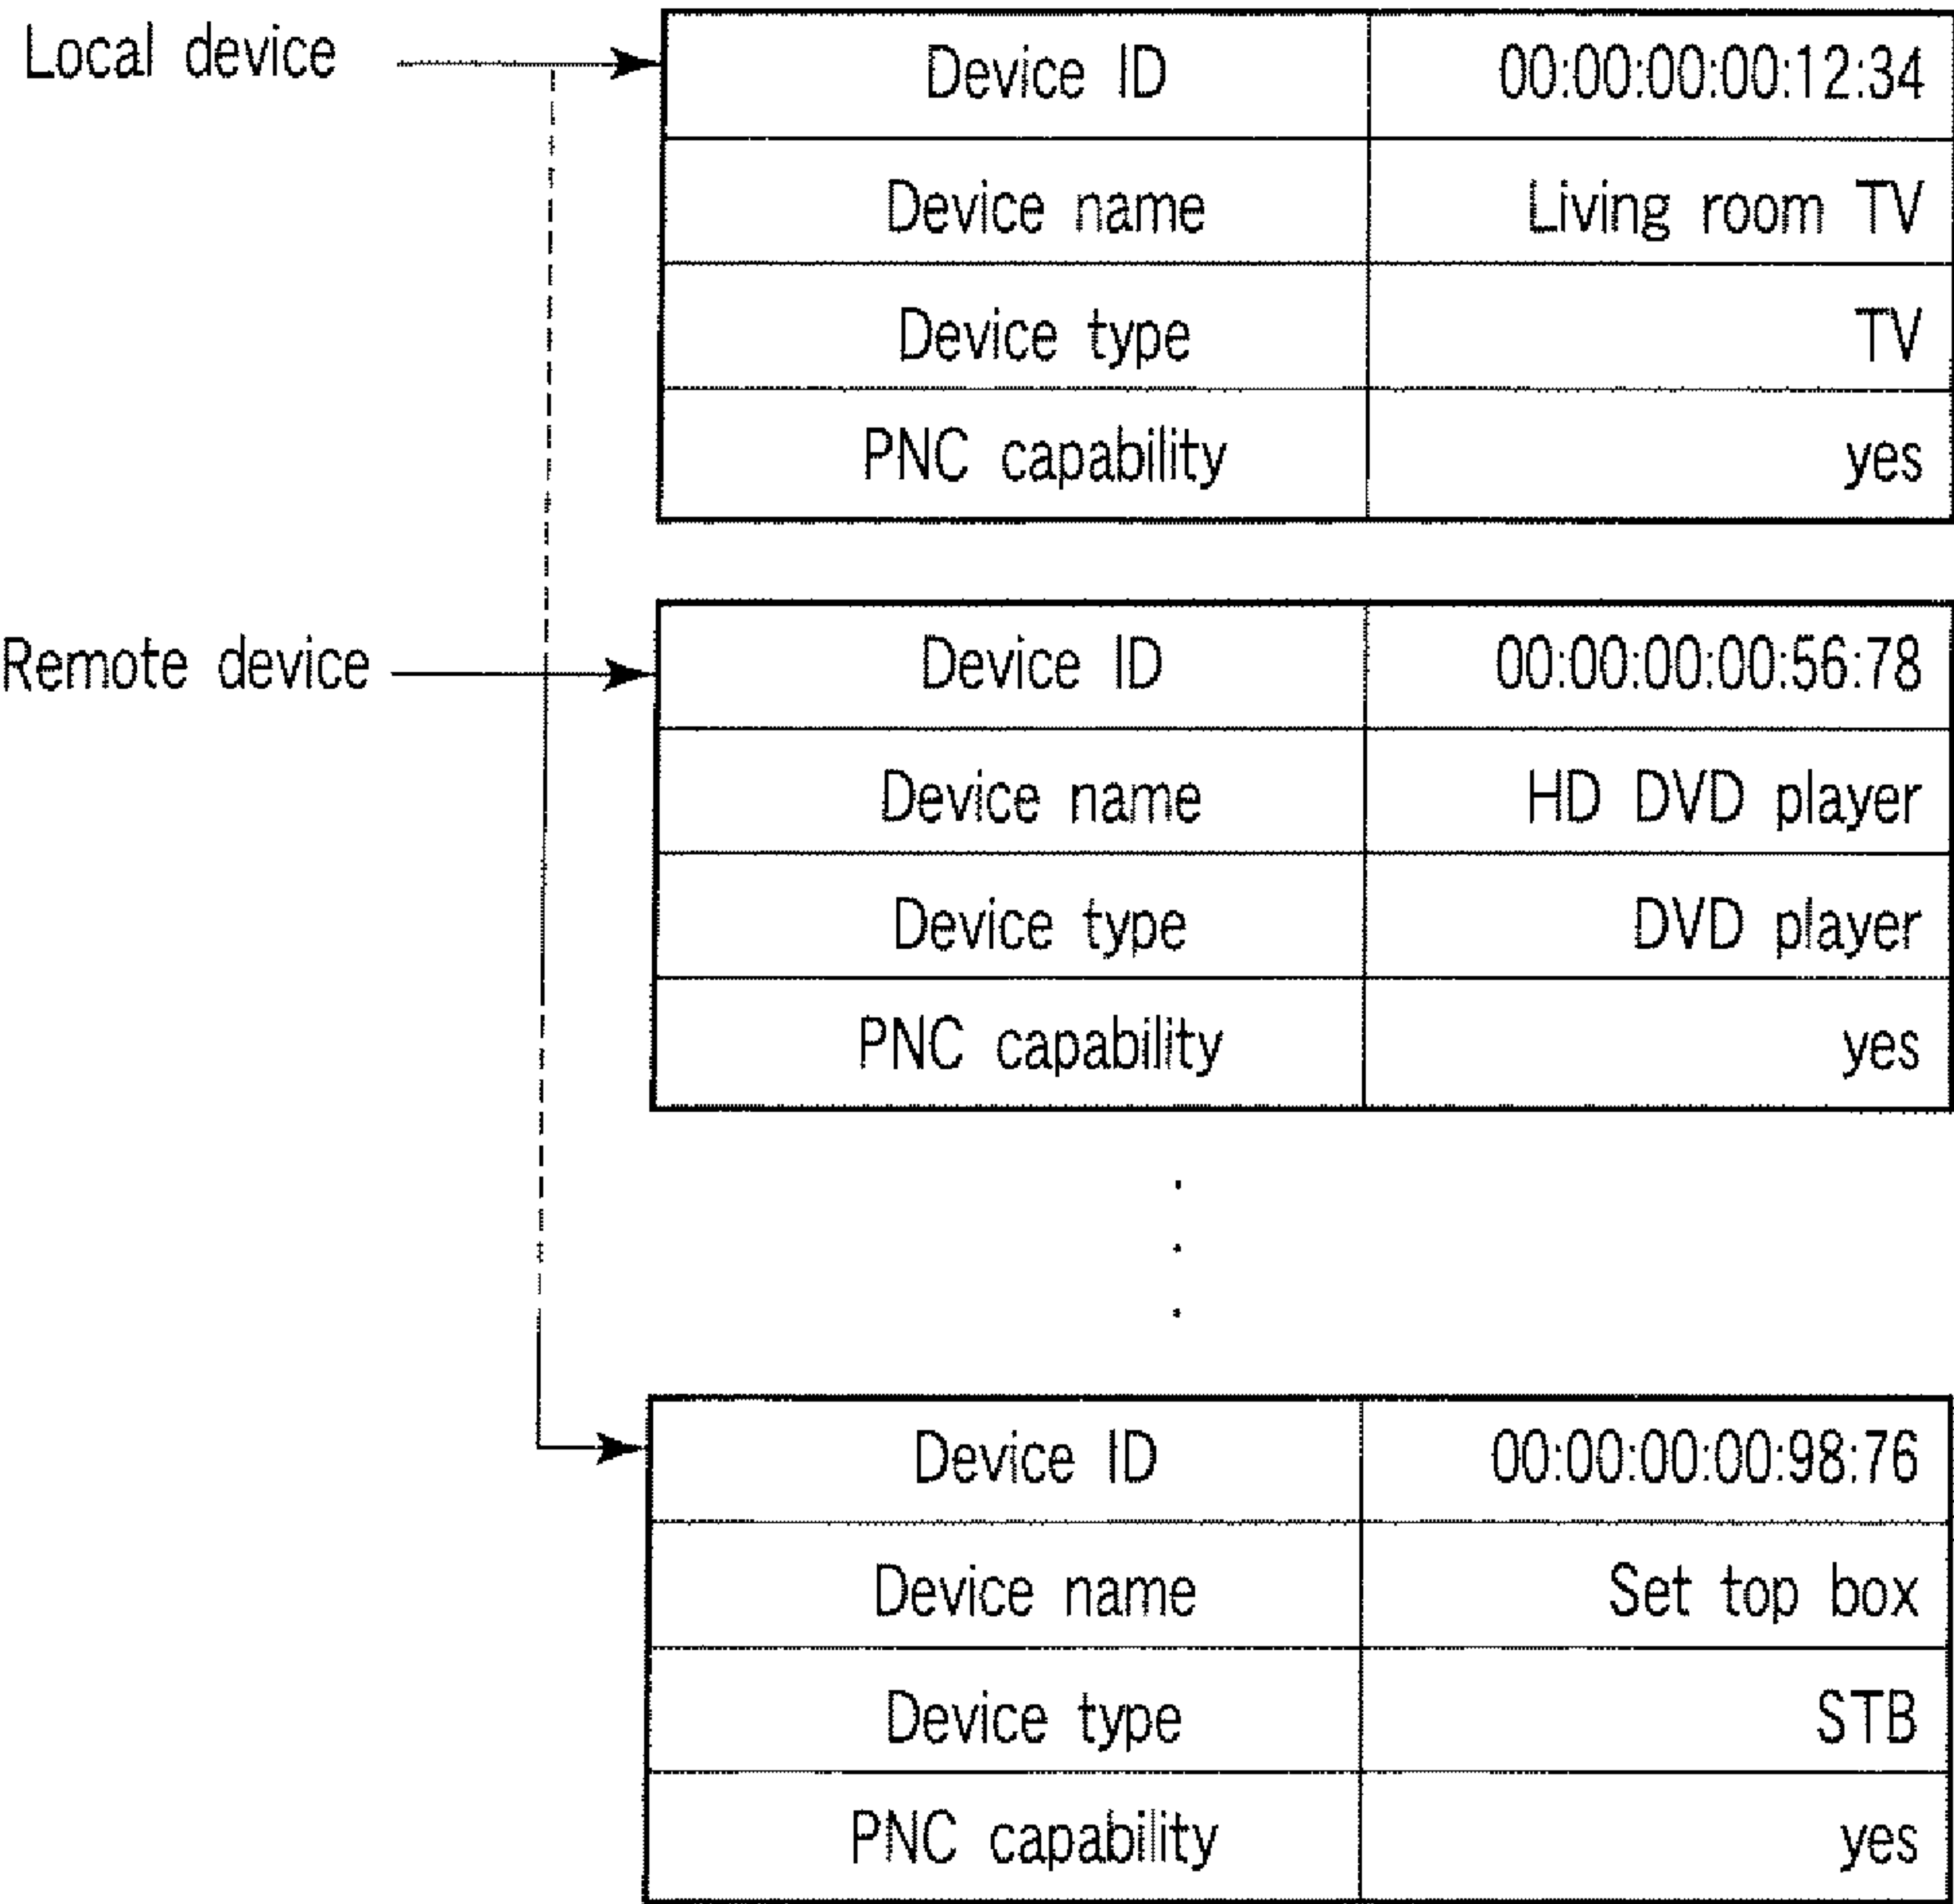 Local device
Device ID 00:00:00:00:12:34
Device name Living room TV
Device type TV
PNC capability yes
Remote device
Device ID 00:00:00:00:56:78
Device name HD DVD player
Device type DVD player
PNC capability yes
Device ID 00:00:00:00:98:76
Device name Set top box
Device type STB
PNC capability yes